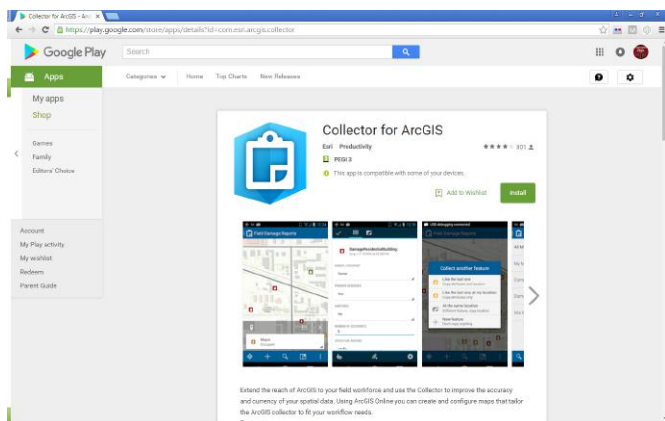 Collector for ArcGIS - Arc
https://play.google.com/store/apps/details?id=com.esri.arcgis.collector
Google Play
Search
Apps
Categories
Home
Top Charts
New Releases
My apps
Shop
Games
Family
Editors' Choice
Account
My Play activity
My wishlist
Redeem
Parent Guide
Collector for ArcGIS
Esri Productivity
801
PEGI 3
This app is compatible with some of your devices.
Add to Wishlist
Install
Field Damage Reports
Collect another feature
Extend the reach of ArcGIS to your field workforce and use the Collector to improve the accuracy
and currency of your spatial data. Using ArcGIS Online you can create and configure maps that tailor
the ArcGIS collector to fit your workflow needs.